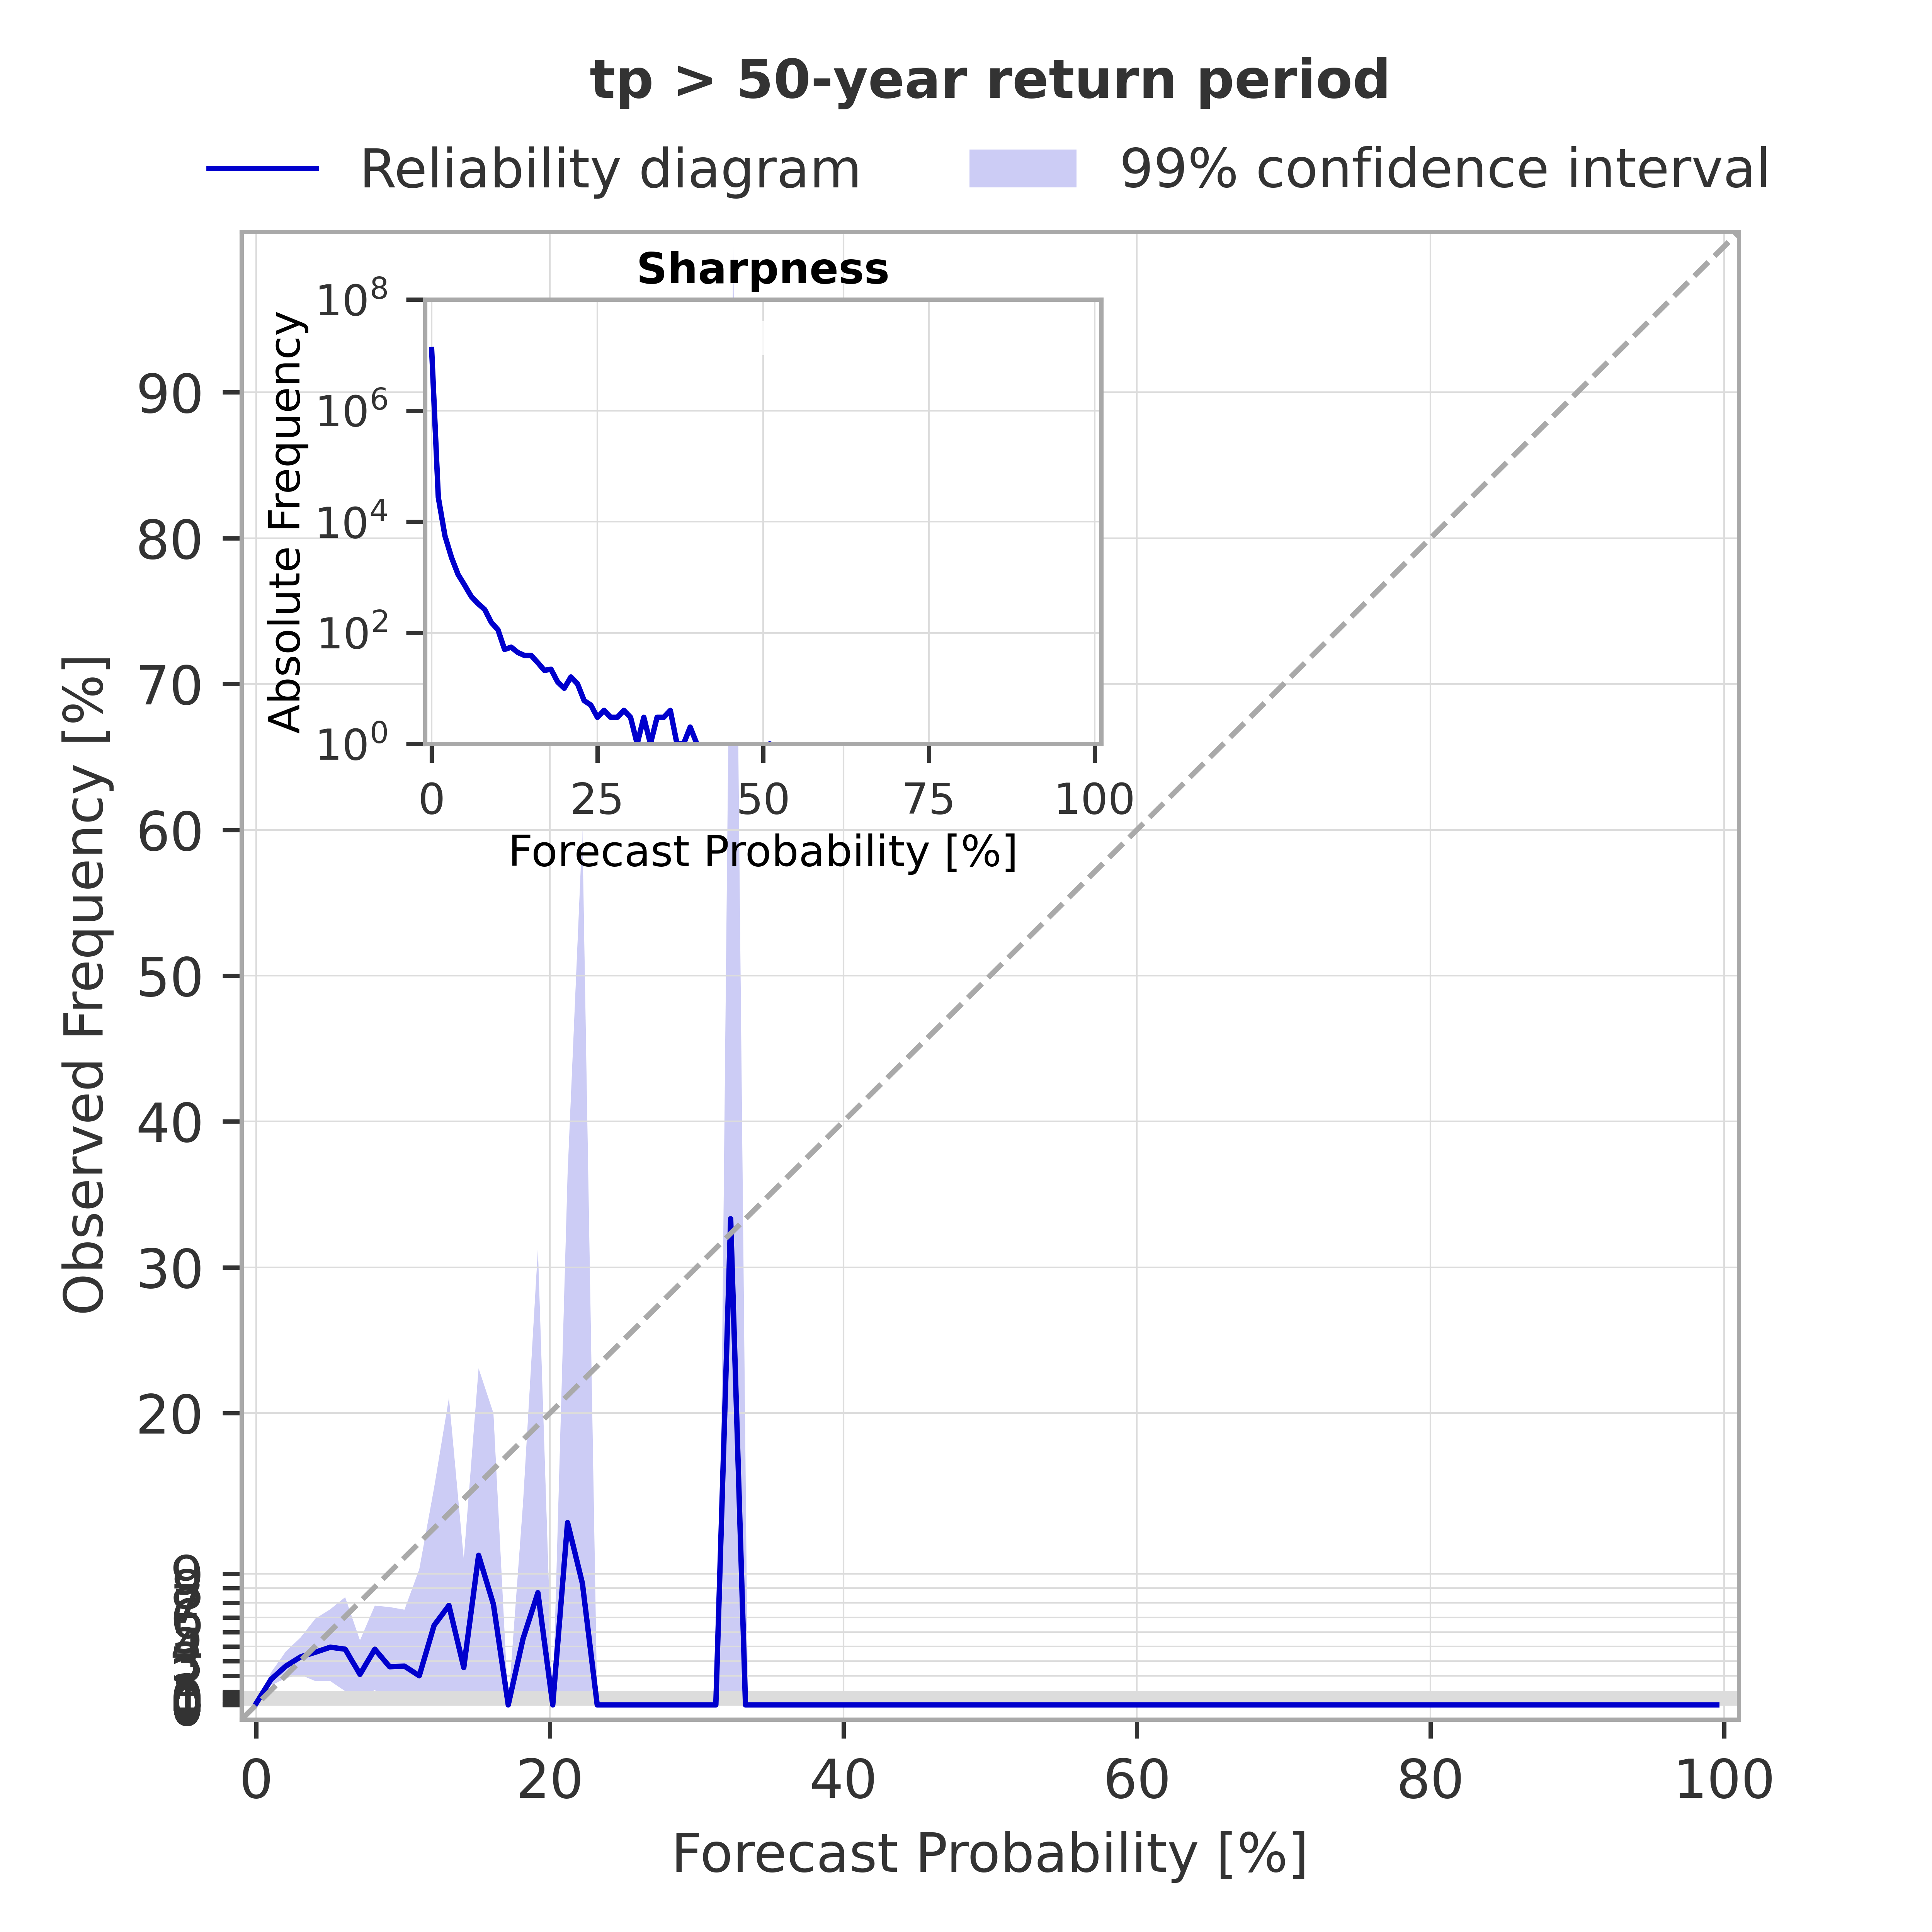 tp > 50-year return period
Reliability diagram
99% confidence interval
Sharpness
Absolute Frequency
10⁸
10⁶
10⁴
10²
10⁰
0 25 50 75 100
Forecast Probability [%]
Observed Frequency [%]
90
80
70
60
50
40
30
20
9
0
0 20 40 60 80 100
Forecast Probability [%]